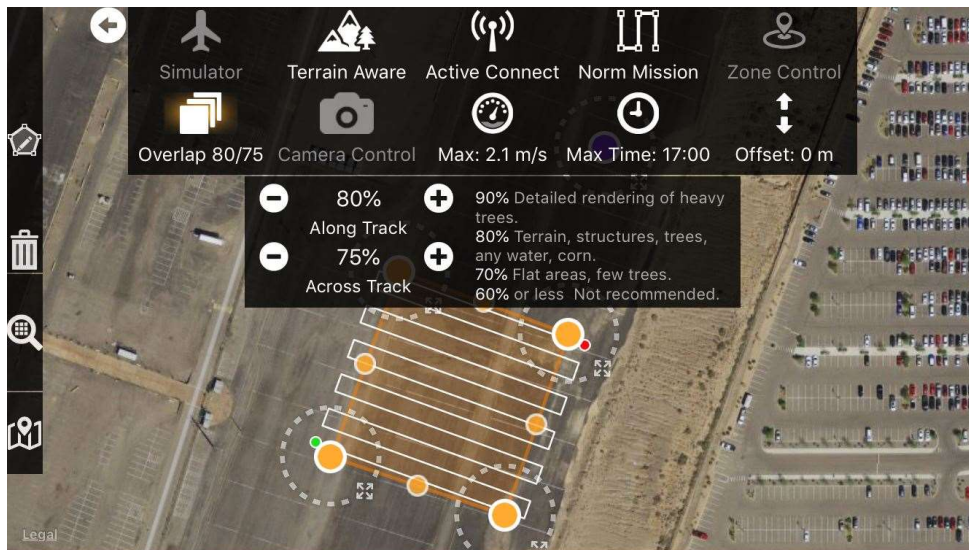 Simulator
Terrain Aware
Active Connect
Norm Mission
Zone Control
Overlap 80/75
Camera Control
Max: 2.1 m/s
Max Time: 17:00
Offset: 0 m
80%
Along Track
75%
Across Track
90% Detailed rendering of heavy
trees.
80% Terrain, structures, trees,
any water, corn.
70% Flat areas, few trees.
60% or less Not recommended.
Legal